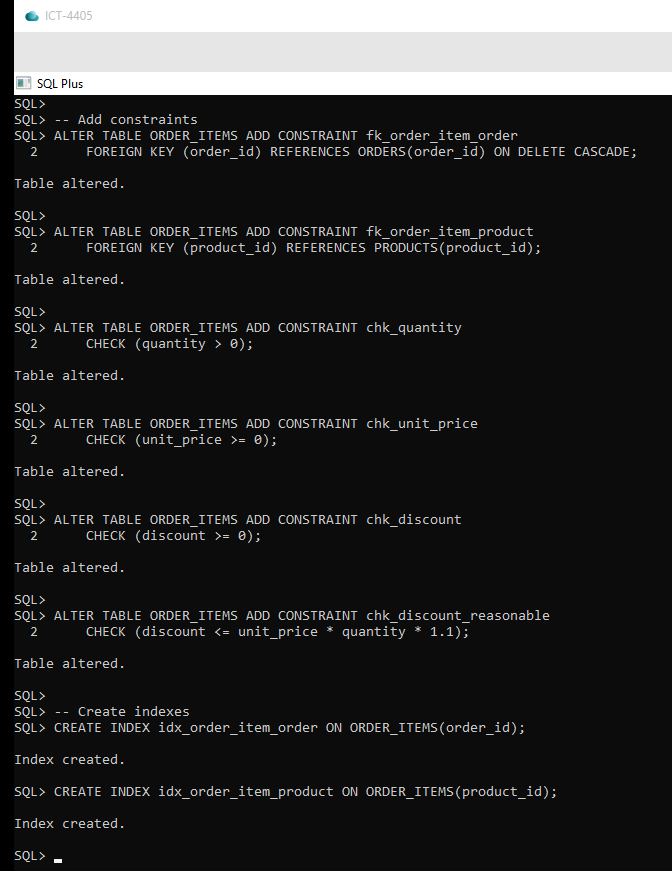 ICT-4405
SQL Plus
SQL>
SQL> -- Add constraints
SQL> ALTER TABLE ORDER_ITEMS ADD CONSTRAINT fk_order_item_order
  2      FOREIGN KEY (order_id) REFERENCES ORDERS(order_id) ON DELETE CASCADE;
Table altered.
SQL>
SQL> ALTER TABLE ORDER_ITEMS ADD CONSTRAINT fk_order_item_product
  2      FOREIGN KEY (product_id) REFERENCES PRODUCTS(product_id);
Table altered.
SQL>
SQL> ALTER TABLE ORDER_ITEMS ADD CONSTRAINT chk_quantity
  2      CHECK (quantity > 0);
Table altered.
SQL>
SQL> ALTER TABLE ORDER_ITEMS ADD CONSTRAINT chk_unit_price
  2      CHECK (unit_price >= 0);
Table altered.
SQL>
SQL> ALTER TABLE ORDER_ITEMS ADD CONSTRAINT chk_discount
  2      CHECK (discount >= 0);
Table altered.
SQL>
SQL> ALTER TABLE ORDER_ITEMS ADD CONSTRAINT chk_discount_reasonable
  2      CHECK (discount <= unit_price * quantity * 1.1);
Table altered.
SQL>
SQL> -- Create indexes
SQL> CREATE INDEX idx_order_item_order ON ORDER_ITEMS(order_id);
Index created.
SQL> CREATE INDEX idx_order_item_product ON ORDER_ITEMS(product_id);
Index created.
SQL>